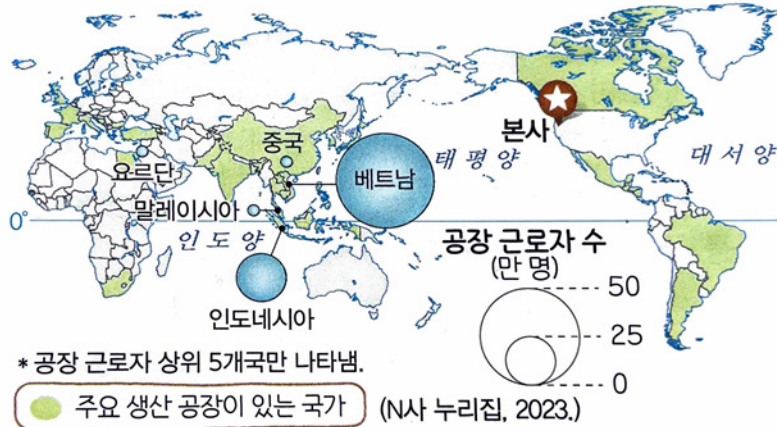 중국
본사
요르단
베트남
태평양
대서양
말레이시아
0°
인도양
인도네시아
공장 근로자 수
(만 명)
50
25
0
* 공장 근로자 상위 5개국만 나타냄.
주요 생산 공장이 있는 국가
(N사 누리집, 2023.)